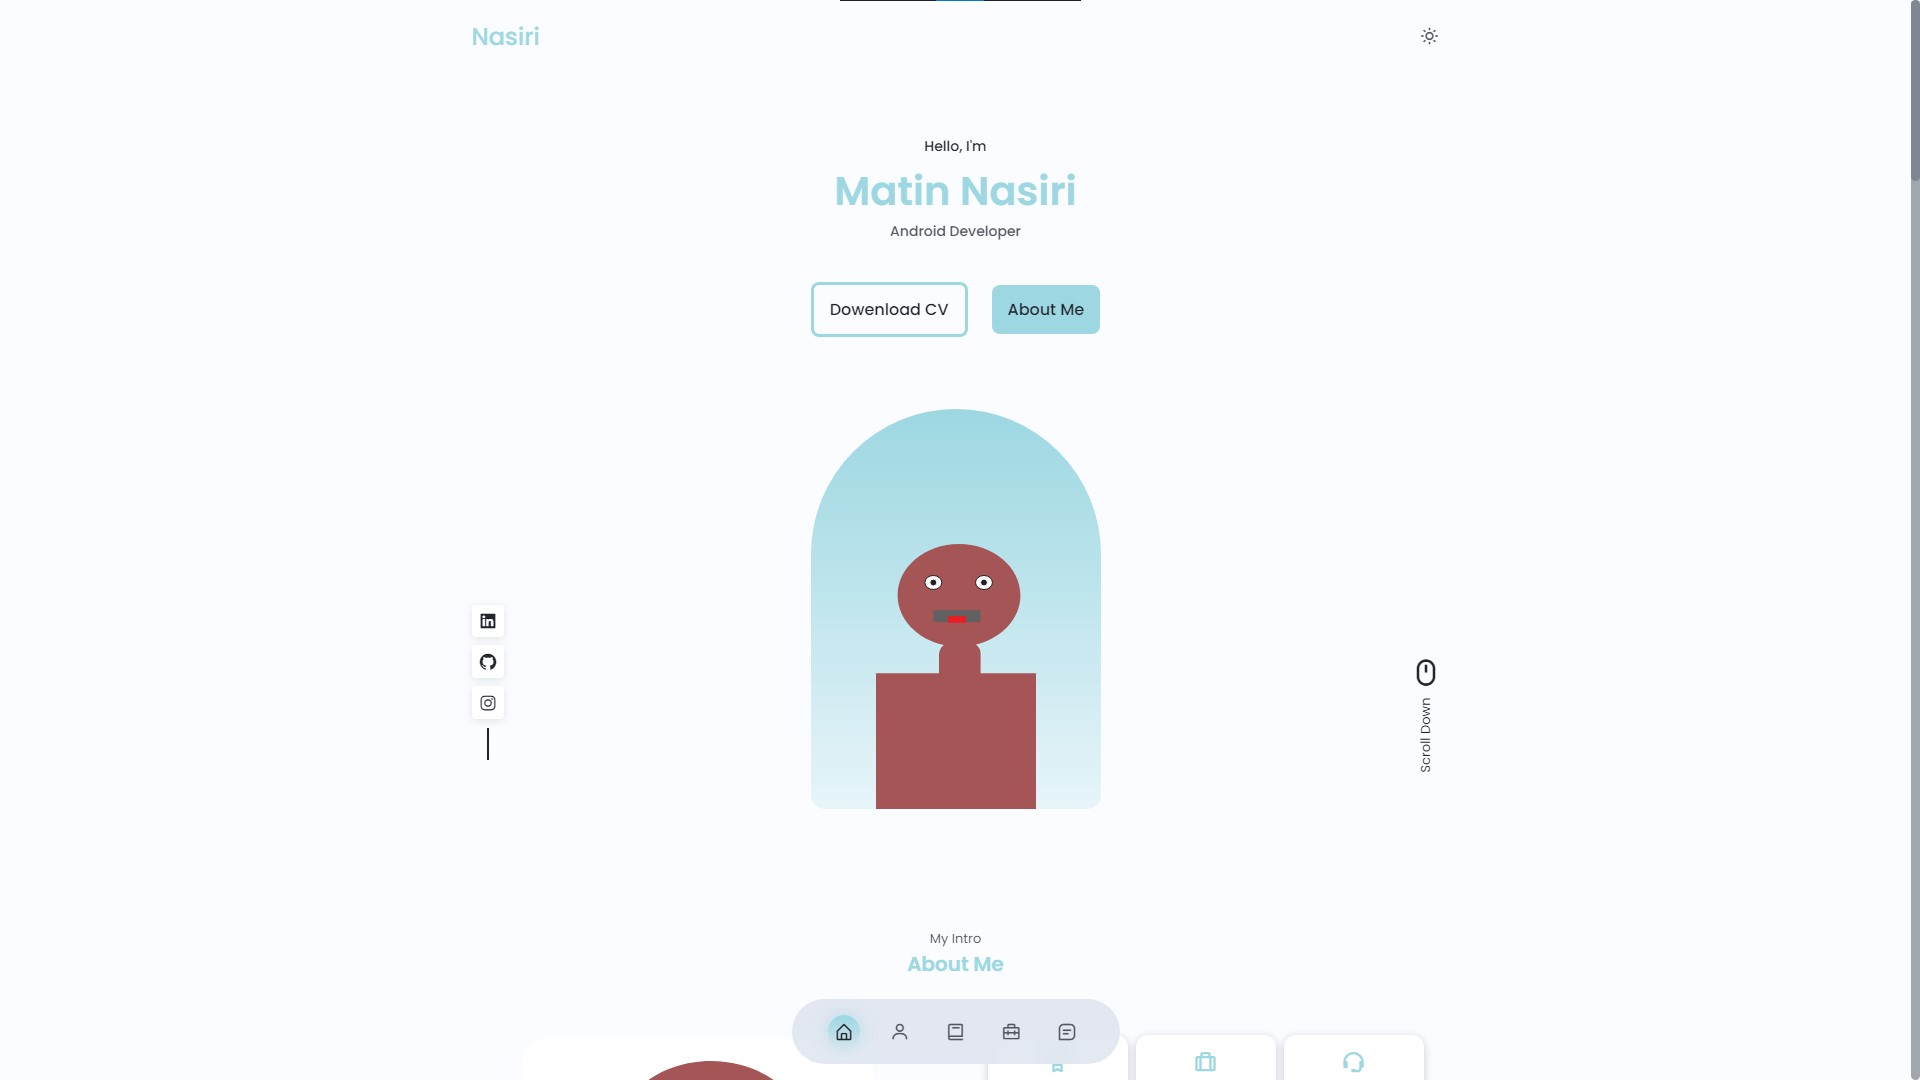 Nasiri
Hello, I'm
Matin Nasiri
Android Developer
Dowenload CV
About Me
Scroll Down
My Intro
About Me